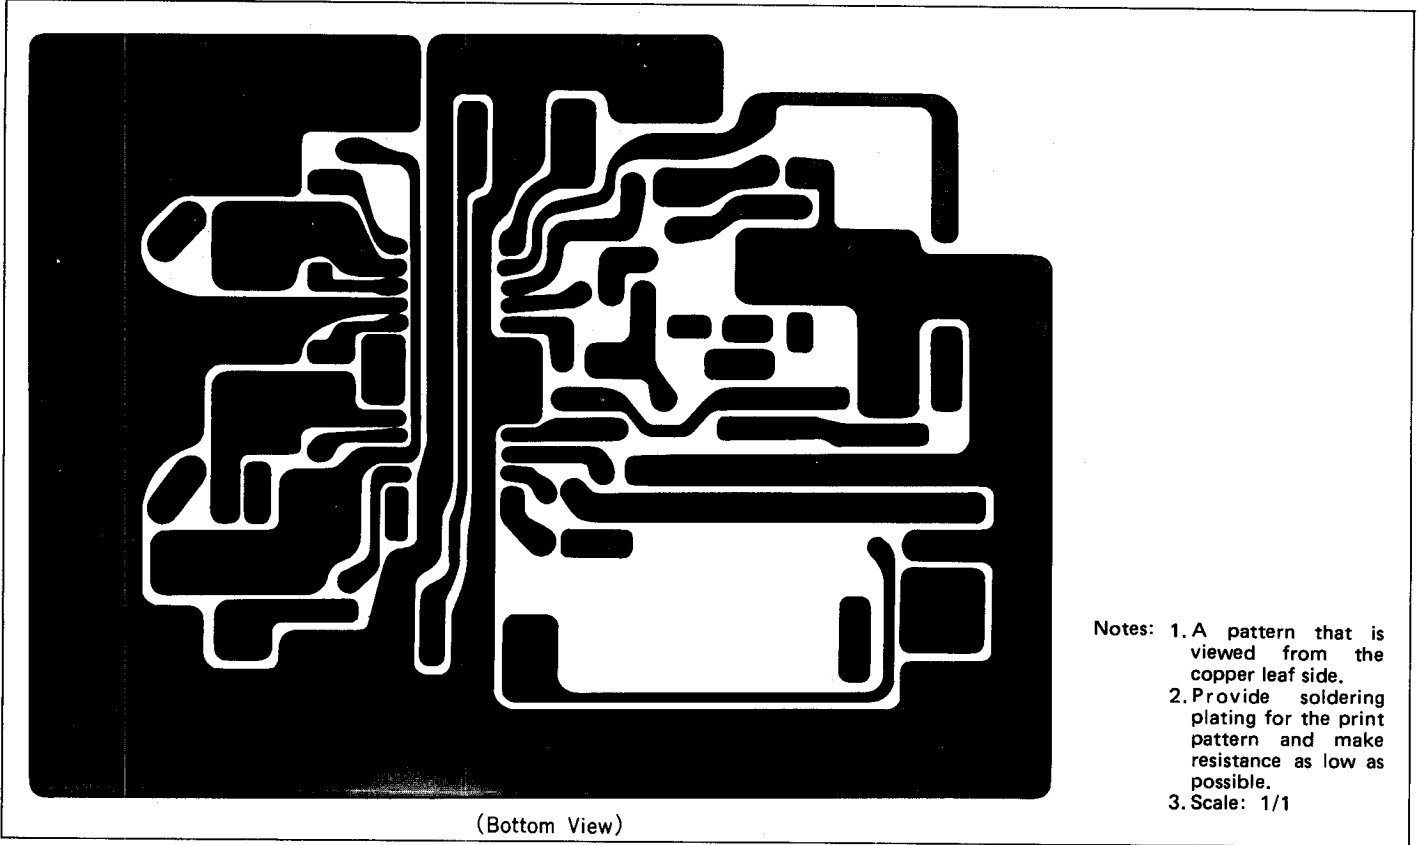 (Bottom View)
Notes: 1. A pattern that is
viewed from the
copper leaf side.
2. Provide soldering
plating for the print
pattern and make
resistance as low as
possible.
3. Scale: 1/1